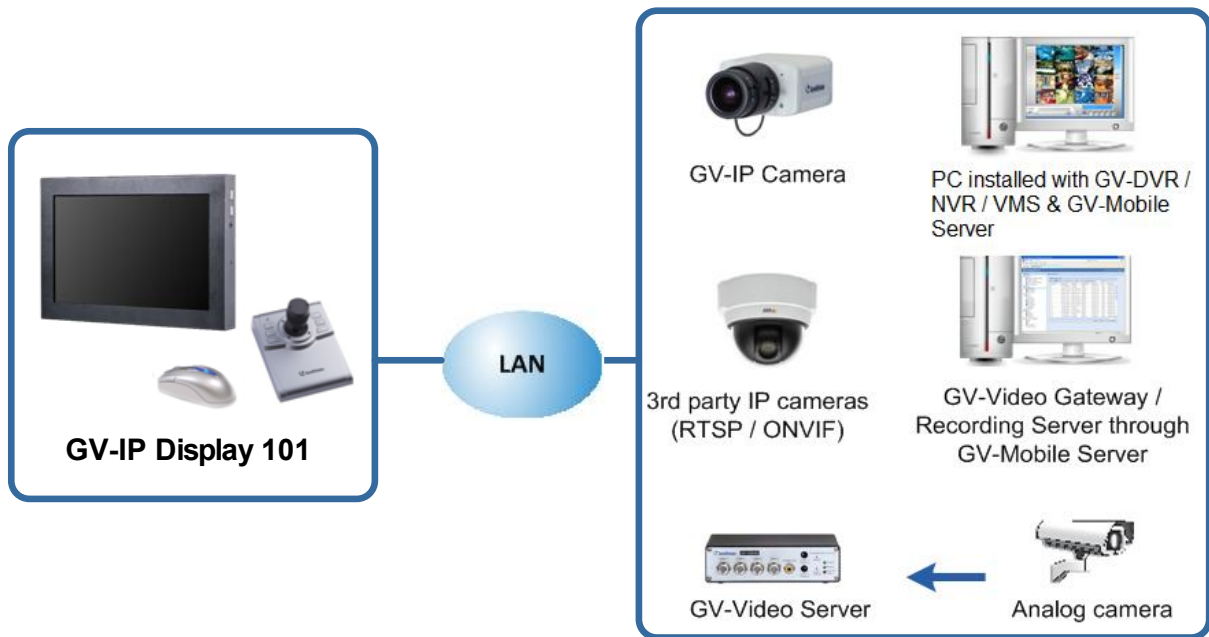 GV-IP Display 101
LAN
GV-IP Camera
PC installed with GV-DVR /
NVR / VMS & GV-Mobile
Server
3rd party IP cameras
(RTSP / ONVIF)
GV-Video Gateway /
Recording Server through
GV-Mobile Server
GV-Video Server
Analog camera